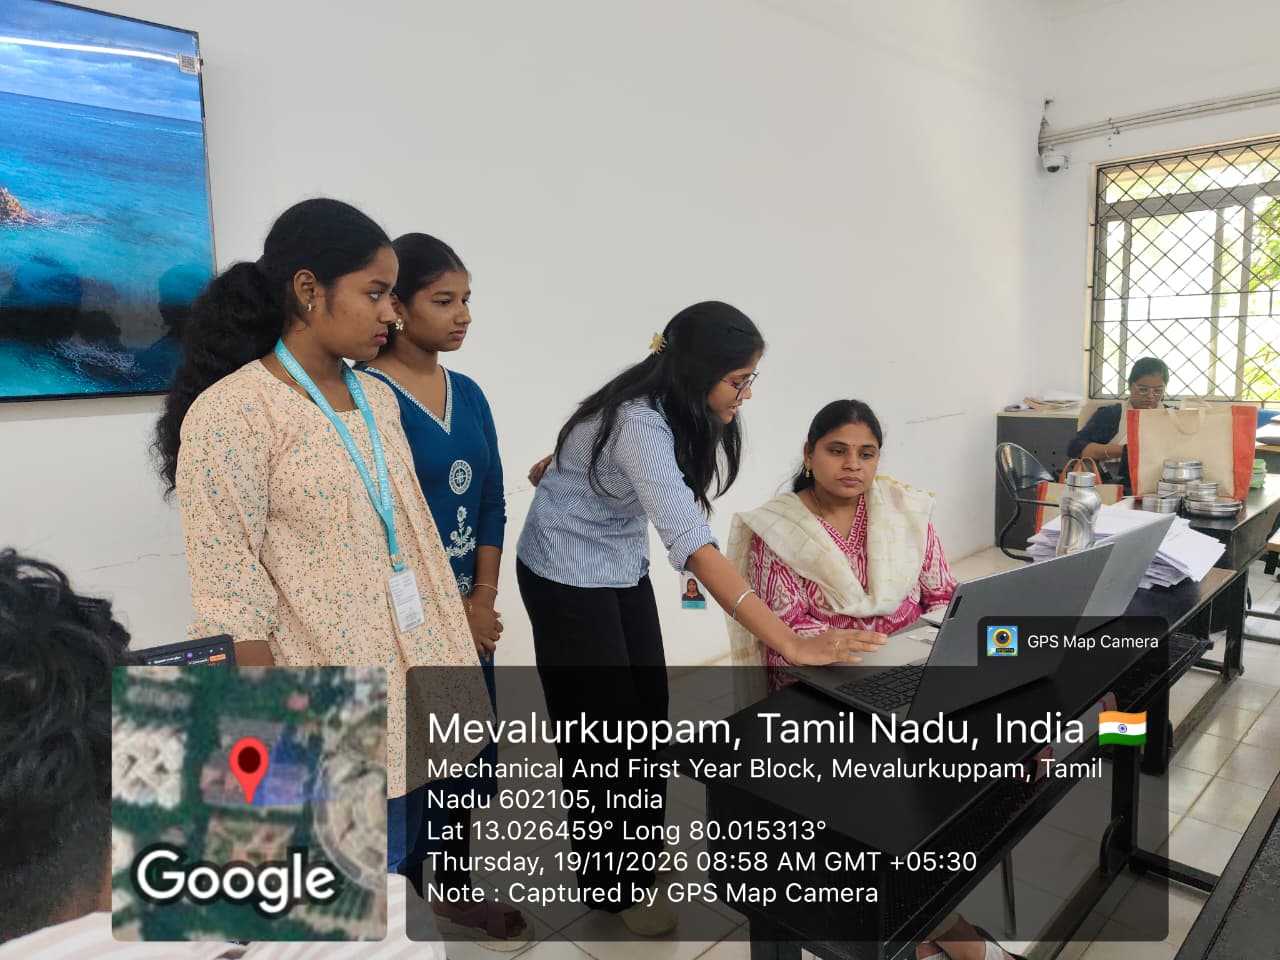 GPS Map Camera
Mevalurkuppam, Tamil Nadu, India
Mechanical And First Year Block, Mevalurkuppam, Tamil
Nadu 602105, India
Lat 13.026459° Long 80.015313°
Thursday, 19/11/2026 08:58 AM GMT +05:30
Note : Captured by GPS Map Camera
Google